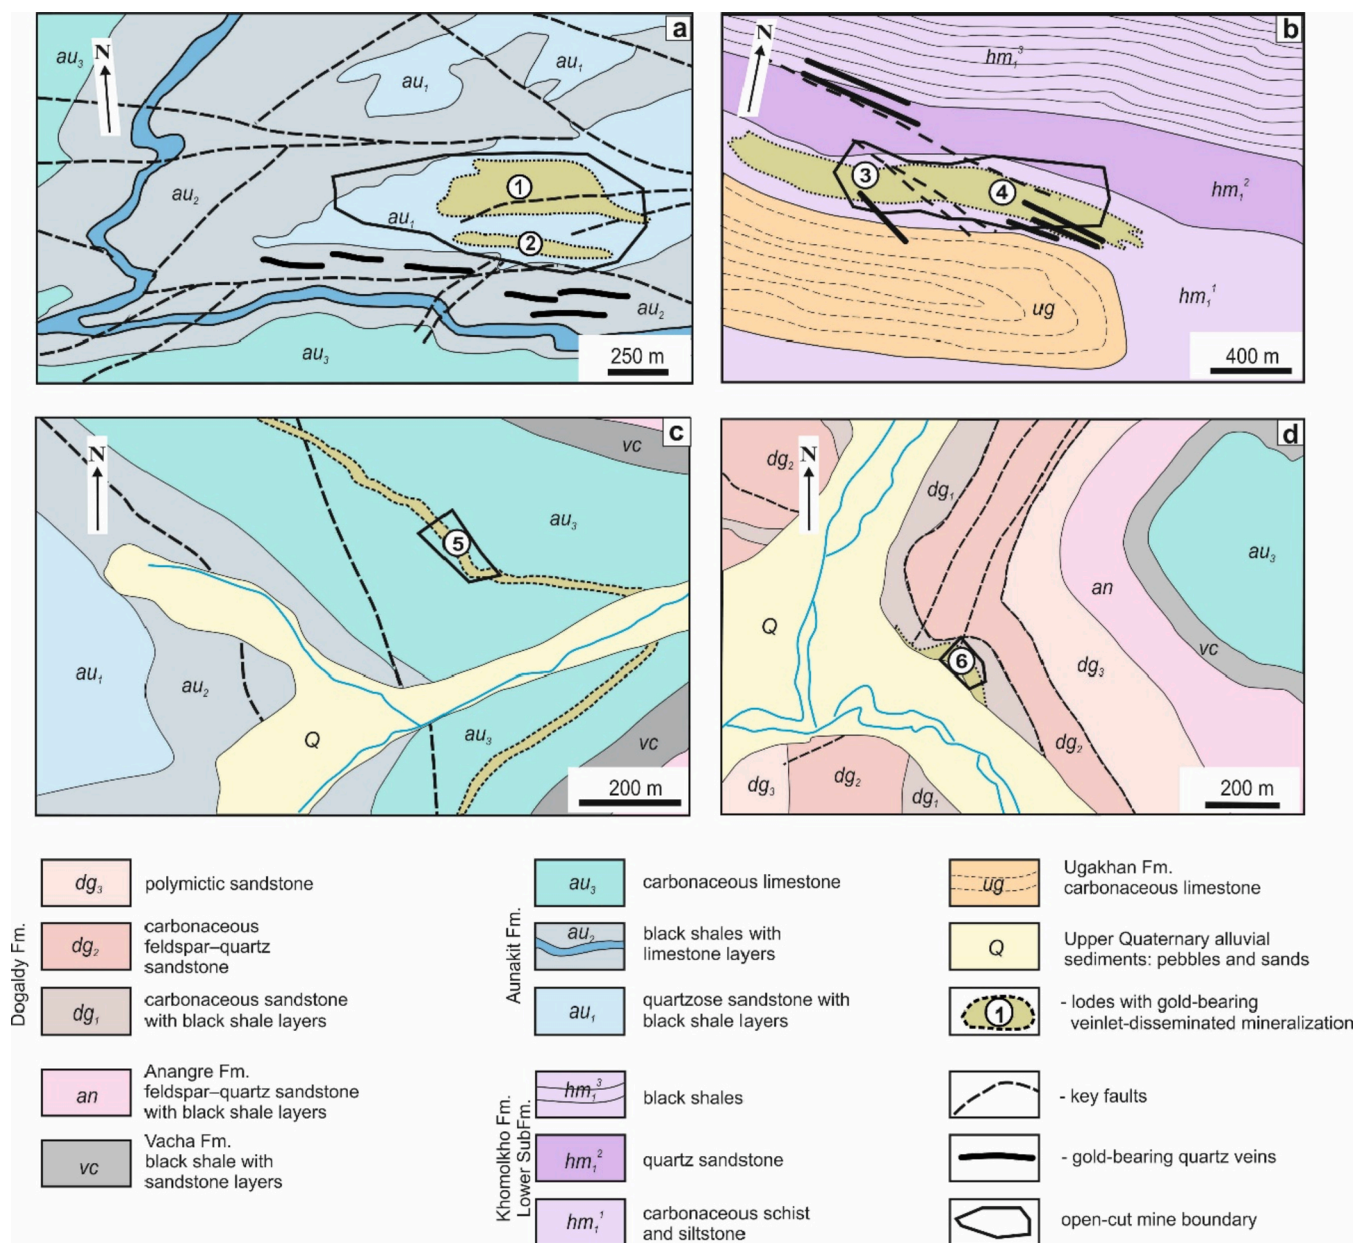 a
N
au3
au1
au1
au2
1
au1
2
au2
au3
250 m
b
N
hm1^3
3
4
hm1^2
hm1^1
ug
400 m
c
N
vc
au3
5
au1
au2
Q
au3
vc
200 m
d
N
dg2
dg1
au3
an
Q
6
vc
dg3
dg2
dg3
dg2
dg1
200 m
Dogaldy Fm.
dg3
polymictic sandstone
dg2
carbonaceous
feldspar–quartz
sandstone
dg1
carbonaceous sandstone
with black shale layers
an
Anangre Fm.
feldspar–quartz sandstone
with black shale layers
vc
Vacha Fm.
black shale with
sandstone layers
Aunakit Fm.
au3
carbonaceous limestone
au2
black shales with
limestone layers
au1
quartzose sandstone with
black shale layers
Khomolkho Fm.
Lower SubFm.
hm1^3
black shales
hm1^2
quartz sandstone
hm1^1
carbonaceous schist
and siltstone
ug
Ugakhan Fm.
carbonaceous limestone
Q
Upper Quaternary alluvial
sediments: pebbles and sands
1
- lodes with gold-bearing
veinlet-disseminated mineralization
- key faults
- gold-bearing quartz veins
open-cut mine boundary